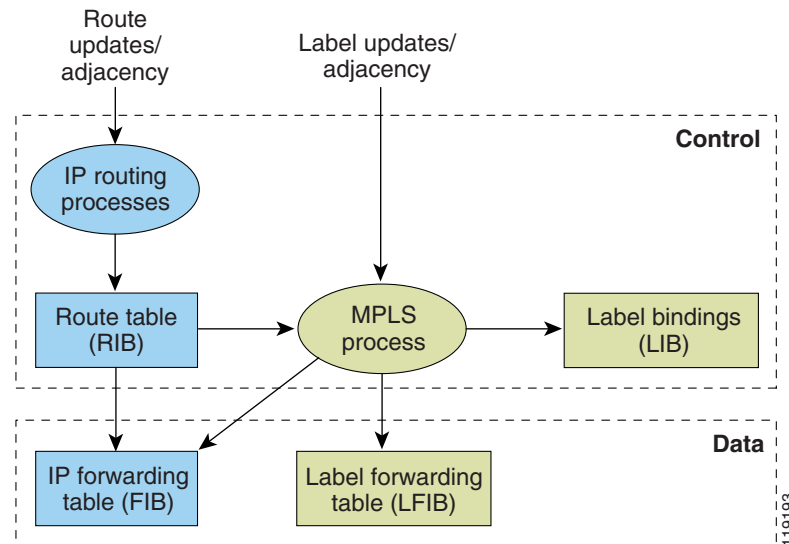 Route
updates/
adjacency
Label updates/
adjacency
Control
IP routing
processes
Route table
(RIB)
MPLS
process
Label bindings
(LIB)
Data
IP forwarding
table (FIB)
Label forwarding
table (LFIB)
119193